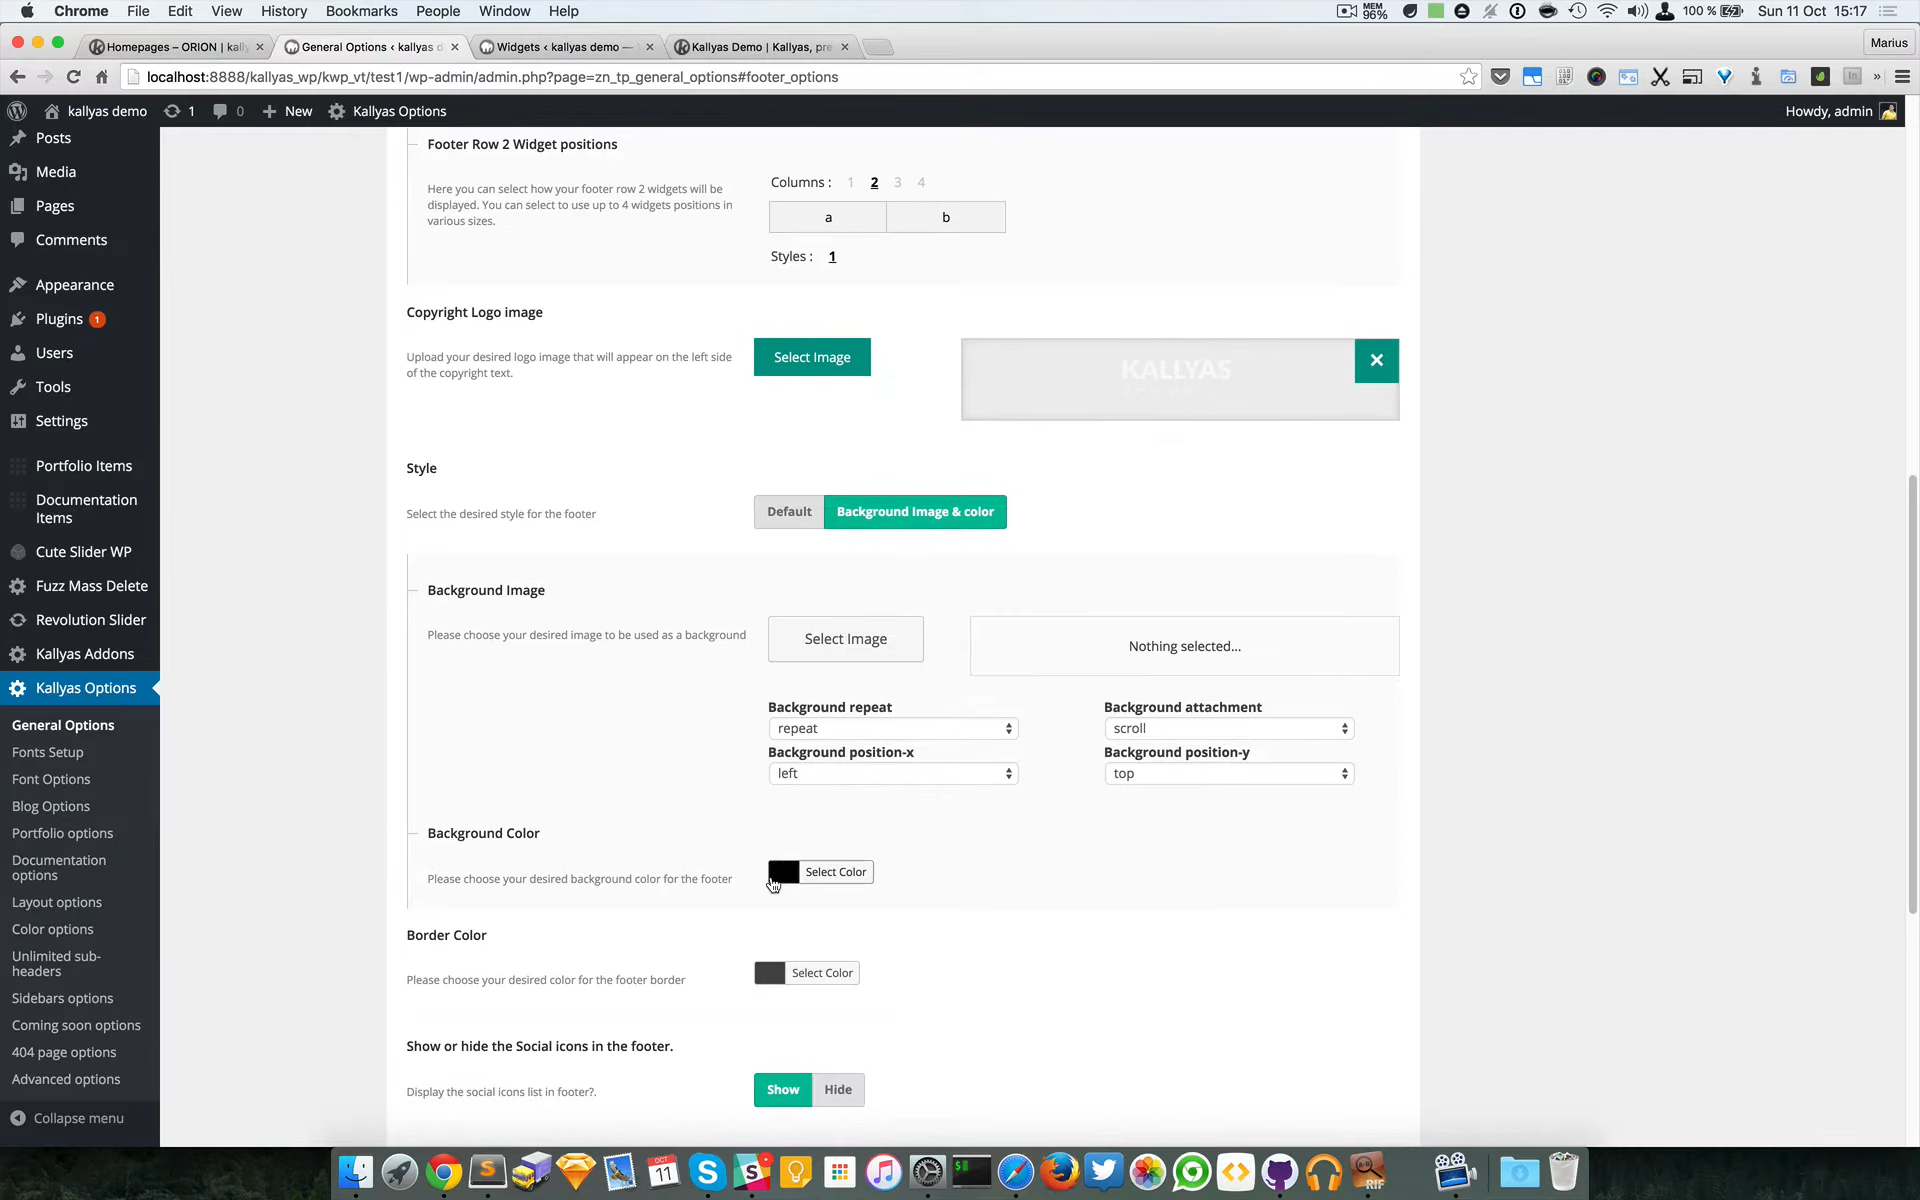 Chrome File Edit View History Bookmarks People Window Help
MEM 96% 100 % Sun 11 Oct 15:17
Homepages – ORION | kally × General Options ‹ kallyas d × Widgets ‹ kallyas demo — × Kallyas Demo | Kallyas, pre ×
Marius
localhost:8888/kallyas_wp/kwp_vt/test1/wp-admin/admin.php?page=zn_tp_general_options#footer_options
kallyas demo 1 0 + New Kallyas Options
Howdy, admin
Posts
Media
Pages
Comments
Appearance
Plugins 1
Users
Tools
Settings
Portfolio Items
Documentation
Items
Cute Slider WP
Fuzz Mass Delete
Revolution Slider
Kallyas Addons
Kallyas Options
General Options
Fonts Setup
Font Options
Blog Options
Portfolio options
Documentation
options
Layout options
Color options
Unlimited sub-
headers
Sidebars options
Coming soon options
404 page options
Advanced options
Collapse menu
Footer Row 2 Widget positions
Here you can select how your footer row 2 widgets will be
displayed. You can select to use up to 4 widgets positions in
various sizes.
Columns : 1 2 3 4
a b
Styles : 1
Copyright Logo image
Upload your desired logo image that will appear on the left side
of the copyright text.
Select Image
KALLYAS
×
Style
Select the desired style for the footer
Default Background Image & color
Background Image
Please choose your desired image to be used as a background
Select Image
Nothing selected...
Background repeat Background attachment
repeat scroll
Background position-x Background position-y
left top
Background Color
Please choose your desired background color for the footer
Select Color
Border Color
Please choose your desired color for the footer border
Select Color
Show or hide the Social icons in the footer.
Display the social icons list in footer?.
Show Hide
OCT
11
RIF